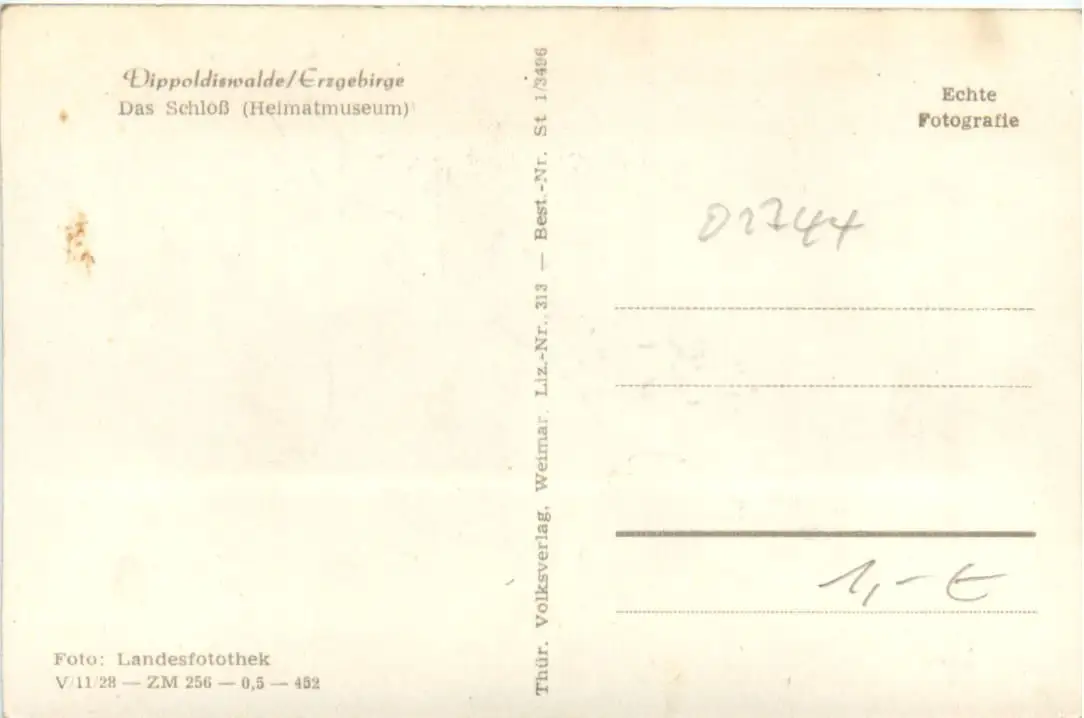 Dippoldiswalde/Erzgebirge
Das Schloß (Heimatmuseum)
Echte
Fotografie
01744
1,- €
Thür. Volksverlag, Weimar. Liz.-Nr. 313 — Best.-Nr. St 1/3496
Foto: Landesfotothek
V/11/28 — ZM 256 — 0,5 — 452